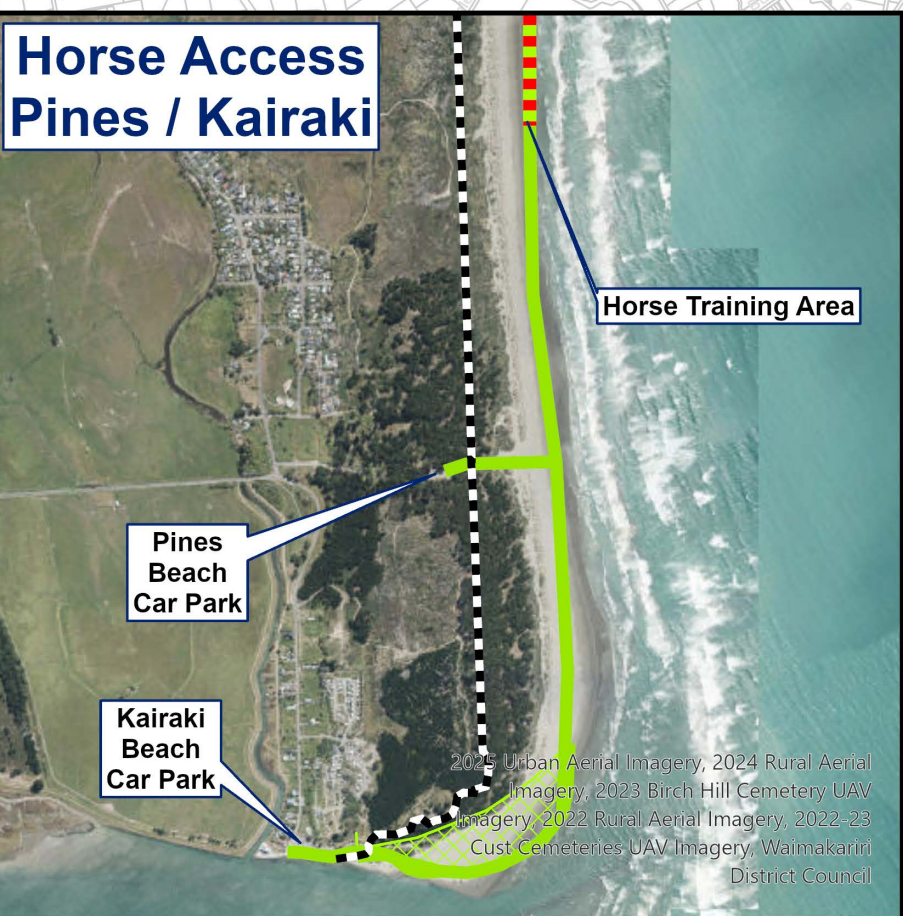 Horse Access
Pines / Kairaki
Horse Training Area
Pines
Beach
Car Park
Kairaki
Beach
Car Park
2025 Urban Aerial Imagery, 2024 Rural Aerial
Imagery, 2023 Birch Hill Cemetery UAV
Imagery, 2022 Rural Aerial Imagery, 2022-23
Cust Cemeteries UAV Imagery, Waimakariri
District Council